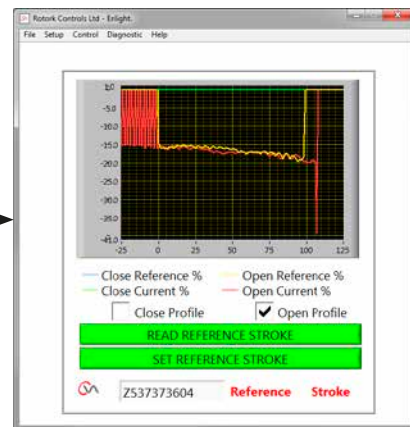 Rotork Controls Ltd - Enlight.
File Setup Control Diagnostic Help
-5.0
-10.0
-15.0
-20.0
-25.0
-30.0
-35.0
-25 0 25 50 75 100 125
Close Reference % Open Reference %
Close Current % Open Current %
Close Profile Open Profile
READ REFERENCE STROKE
SET REFERENCE STROKE
Z537373604 Reference Stroke